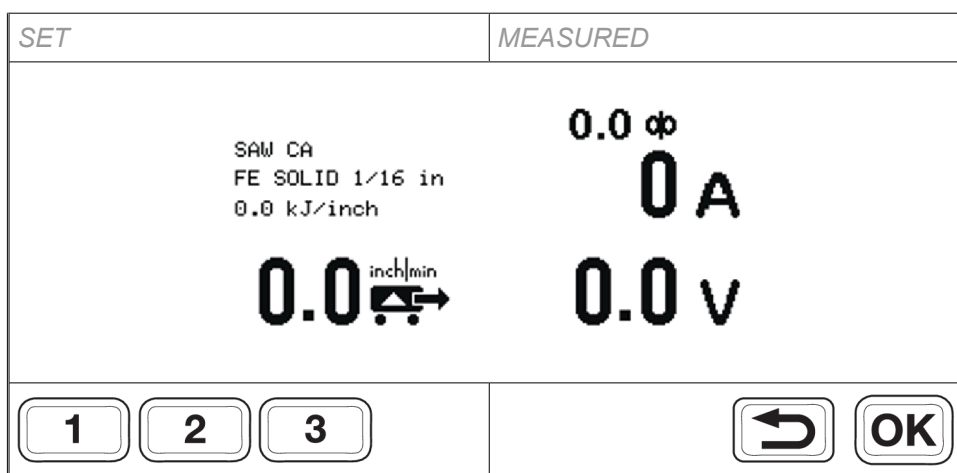 SET
MEASURED
SAW CA
FE SOLID 1/16 in
0.0 kJ/inch
0.0 inch|min
0.0
0 A
0.0 V
1 2 3
OK